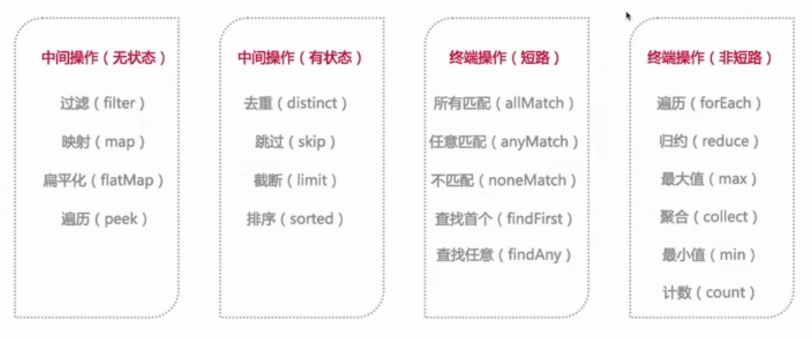 中间操作（无状态）
过滤（filter）
映射（map）
扁平化（flatMap）
遍历（peek）
中间操作（有状态）
去重（distinct）
跳过（skip）
截断（limit）
排序（sorted）
终端操作（短路）
所有匹配（allMatch）
任意匹配（anyMatch）
不匹配（noneMatch）
查找首个（findFirst）
查找任意（findAny）
终端操作（非短路）
遍历（forEach）
归约（reduce）
最大值（max）
聚合（collect）
最小值（min）
计数（count）